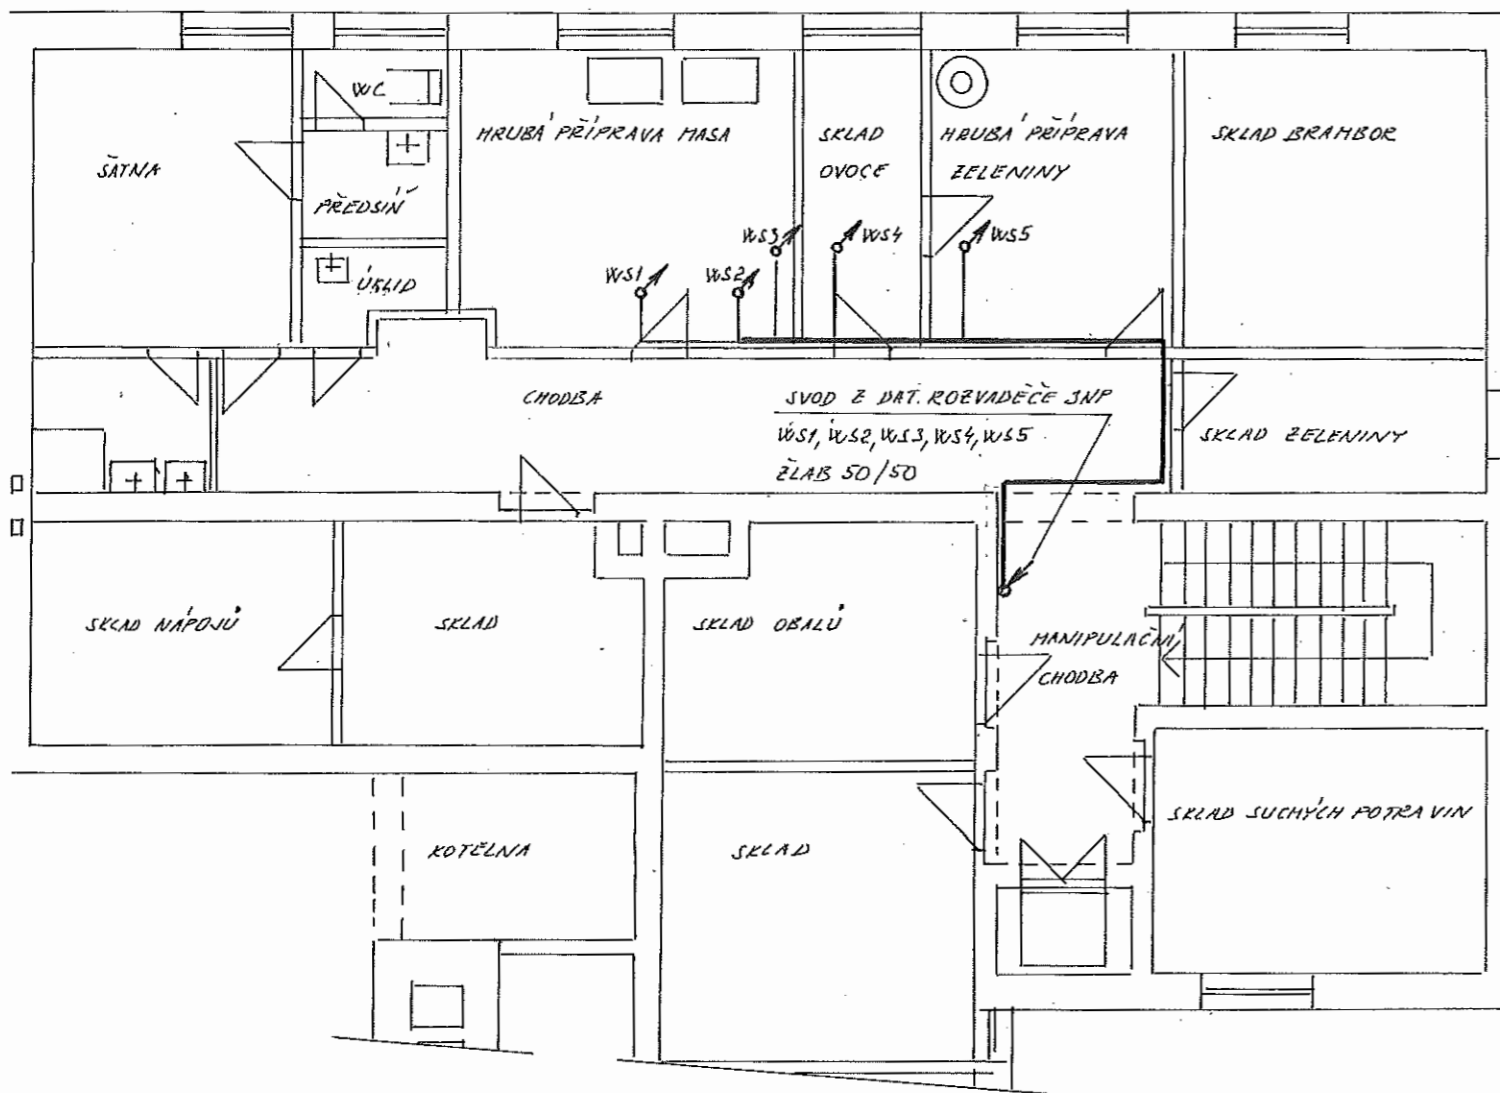 WC
HRUBÁ PŘÍPRAVA MASA
SKLAD
OVOCE
HRUBÁ PŘÍPRAVA
ZELENINY
SKLAD BRAMBOR
ŠATNA
PŘEDSÍŇ
ÚKLID
WS1
WS2
WS3
WS4
WS5
CHODBA
SVOD Z DAT. ROZVADĚČE 3NP
WS1, WS2, WS3, WS4, WS5
ŽLAB 50/50
SKLAD ZELENINY
SKLAD NÁPOJŮ
SKLAD
SKLAD OBALŮ
MANIPULAČNÍ
CHODBA
KOTELNA
SKLAD
SKLAD SUCHÝCH POTRAVIN